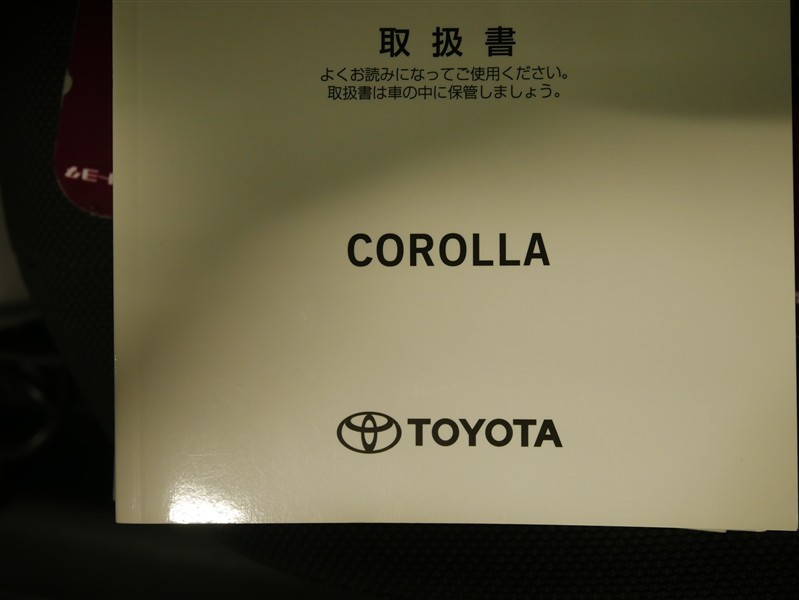 取扱書
よくお読みになってご使用ください。
取扱書は車の中に保管しましょう。
COROLLA
TOYOTA